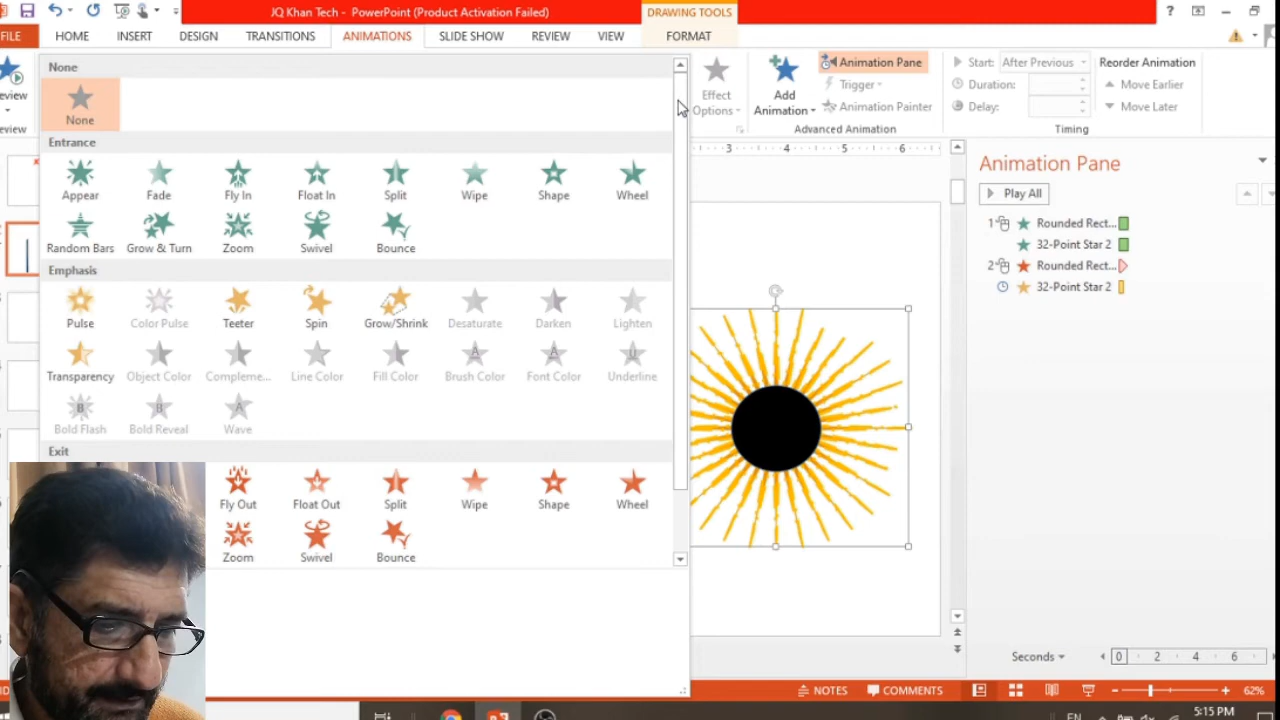 JQ Khan Tech - PowerPoint (Product Activation Failed)
DRAWING TOOLS
?
FILE
HOME
INSERT
DESIGN
TRANSITIONS
ANIMATIONS
SLIDE SHOW
REVIEW
VIEW
FORMAT
None
None
Entrance
Appear
Fade
Fly In
Float In
Split
Wipe
Shape
Wheel
Random Bars
Grow & Turn
Zoom
Swivel
Bounce
Emphasis
Pulse
Color Pulse
Teeter
Spin
Grow/Shrink
Desaturate
Darken
Lighten
Transparency
Object Color
Compleme...
Line Color
Fill Color
Brush Color
Font Color
Underline
Bold Flash
Bold Reveal
Wave
Exit
Fly Out
Float Out
Split
Wipe
Shape
Wheel
Zoom
Swivel
Bounce
Effect
Options
Add
Animation
Animation Pane
Trigger
Animation Painter
Advanced Animation
Start: After Previous
Duration:
Delay:
Timing
Reorder Animation
Move Earlier
Move Later
3 4 5 6
Animation Pane
Play All
1 Rounded Rect...
32-Point Star 2
2 Rounded Rect...
32-Point Star 2
Seconds 0 2 4 6
NOTES
COMMENTS
62%
EN
5:15 PM